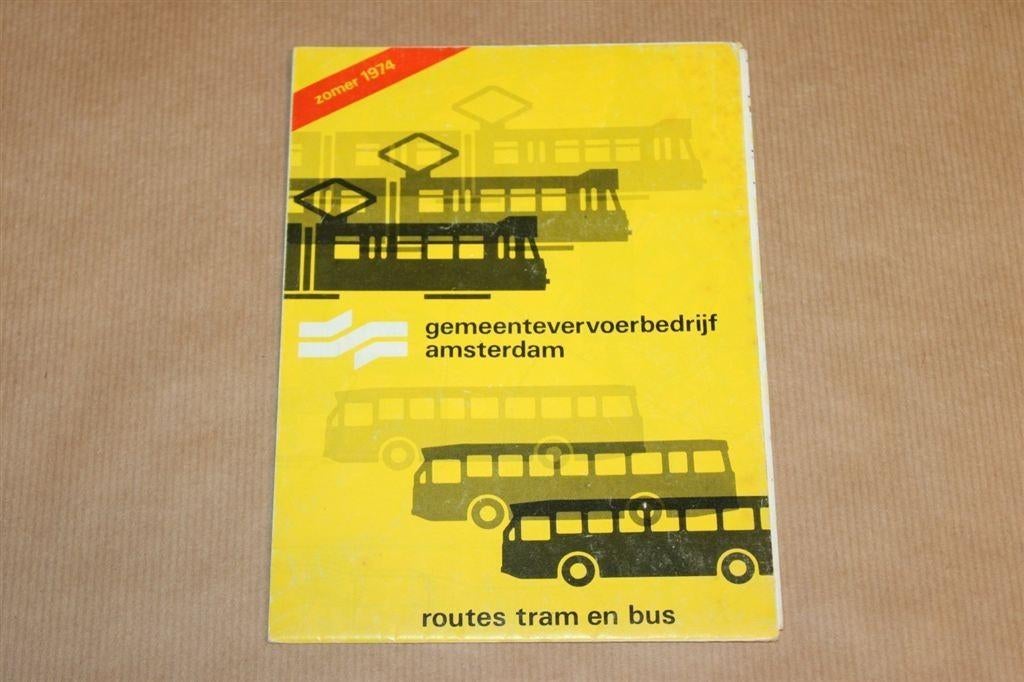 zomer 1974
gemeentevervoerbedrijf
amsterdam
routes tram en bus